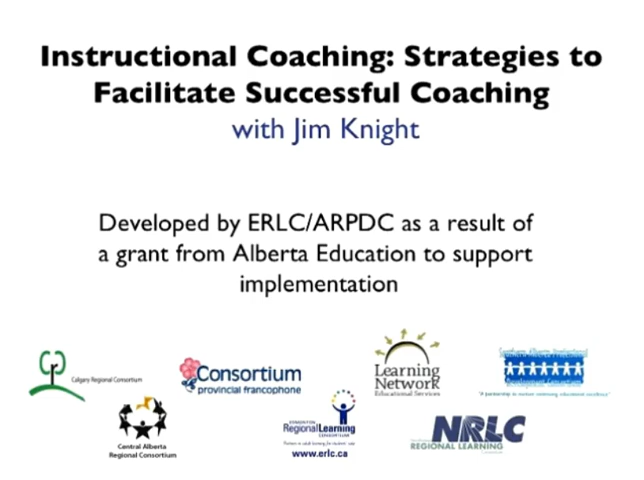 Instructional Coaching: Strategies to
Facilitate Successful Coaching
with Jim Knight
Developed by ERLC/ARPDC as a result of
a grant from Alberta Education to support
implementation
Calgary Regional Consortium
Consortium
provincial francophone
Learning
Network
Educational Services
Central Alberta
Regional Consortium
Regional Learning
CONSORTIUM
www.erlc.ca
NRLC
REGIONAL LEARNING